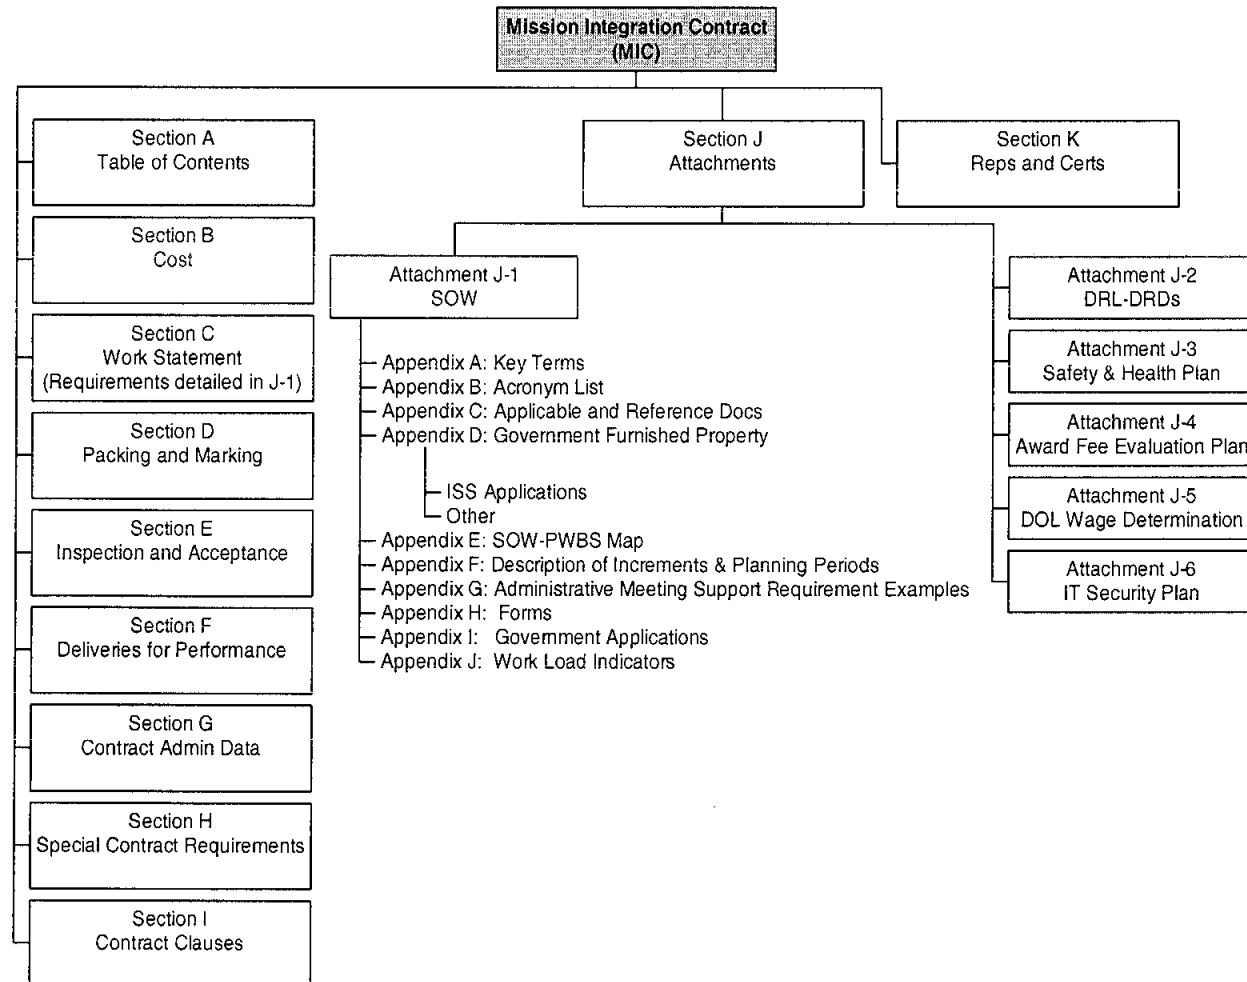 Mission Integration Contract
(MIC)
Section A
Table of Contents
Section B
Cost
Section C
Work Statement
(Requirements detailed in J-1)
Section D
Packing and Marking
Section E
Inspection and Acceptance
Section F
Deliveries for Performance
Section G
Contract Admin Data
Section H
Special Contract Requirements
Section I
Contract Clauses
Section J
Attachments
Attachment J-1
SOW
Appendix A: Key Terms
Appendix B: Acronym List
Appendix C: Applicable and Reference Docs
Appendix D: Government Furnished Property
ISS Applications
Other
Appendix E: SOW-PWBS Map
Appendix F: Description of Increments & Planning Periods
Appendix G: Administrative Meeting Support Requirement Examples
Appendix H: Forms
Appendix I: Government Applications
Appendix J: Work Load Indicators
Attachment J-2
DRL-DRDs
Attachment J-3
Safety & Health Plan
Attachment J-4
Award Fee Evaluation Plan
Attachment J-5
DOL Wage Determination
Attachment J-6
IT Security Plan
Section K
Reps and Certs